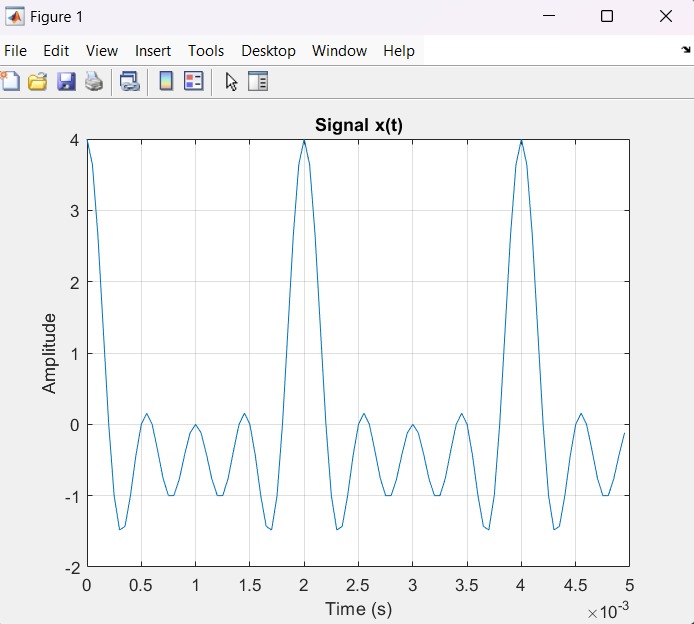 Figure 1
File Edit View Insert Tools Desktop Window Help
Signal x(t)
4
3
2
1
0
-1
-2
Amplitude
0 0.5 1 1.5 2 2.5 3 3.5 4 4.5 5
Time (s)
×10-3